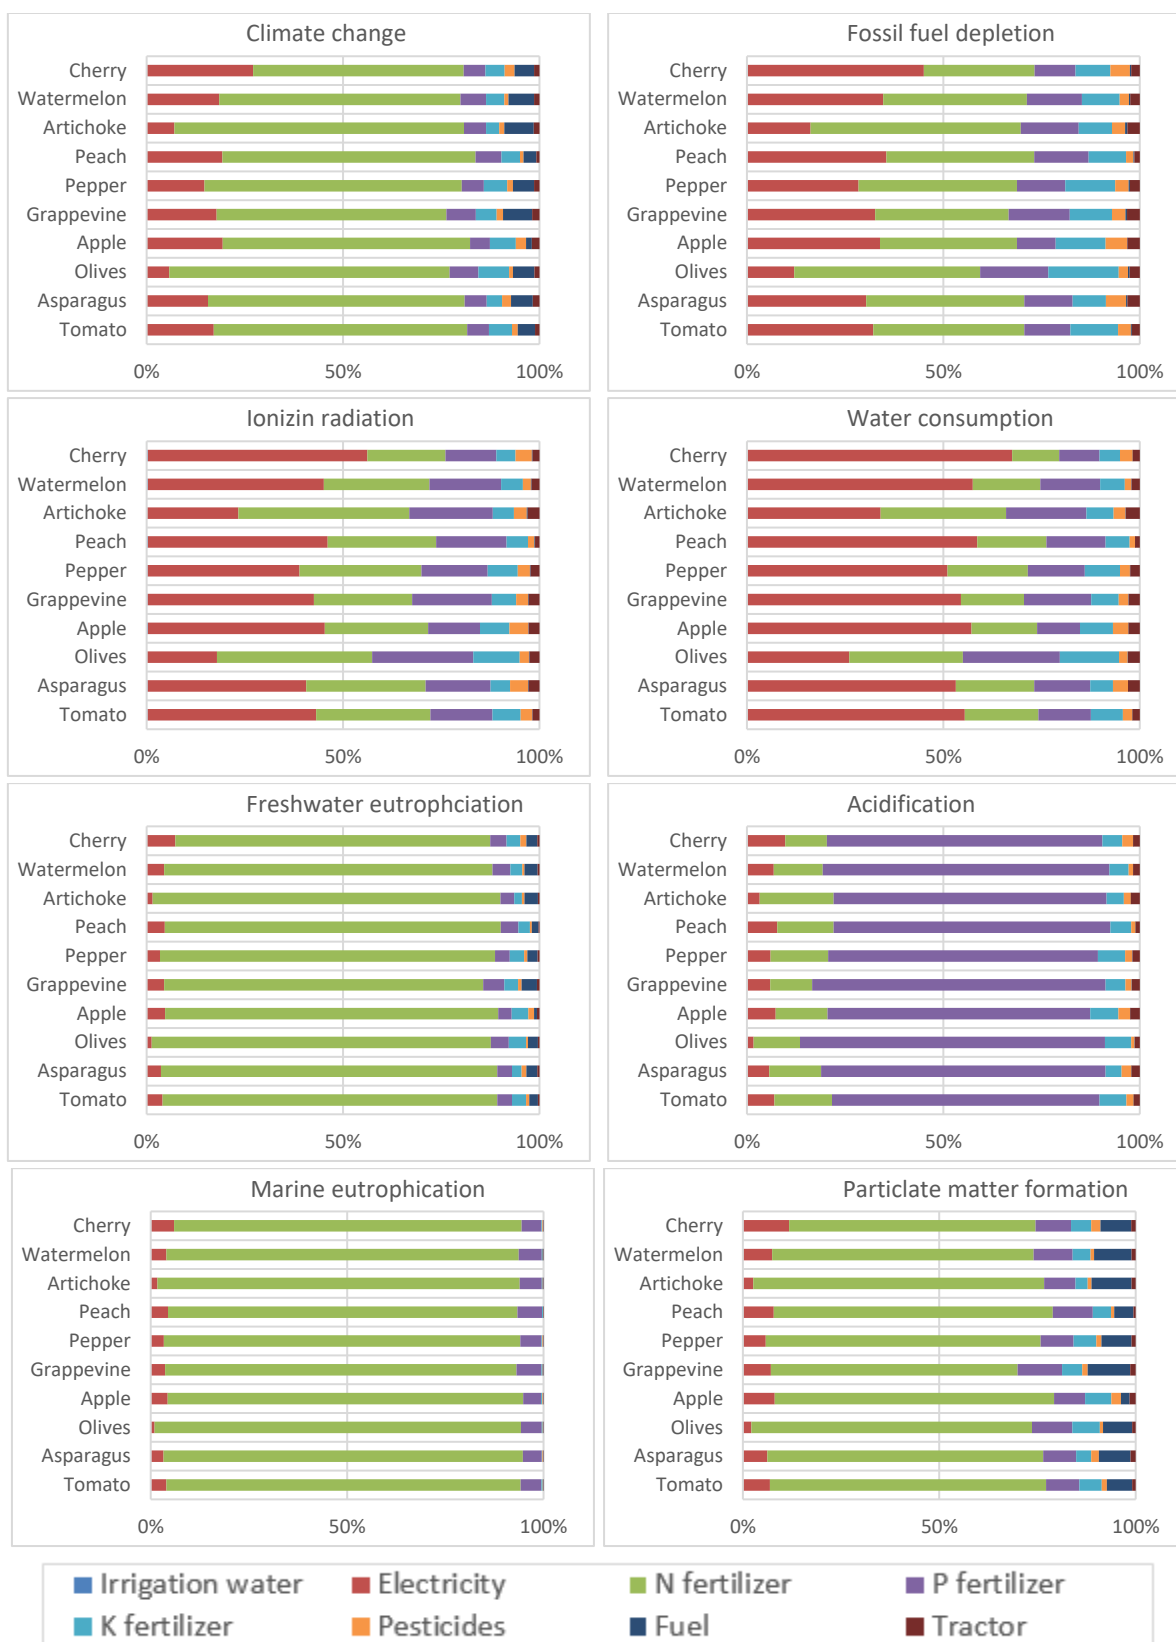 Climate change
Cherry
Watermelon
Artichoke
Peach
Pepper
Grappevine
Apple
Olives
Asparagus
Tomato
0% 50% 100%
Fossil fuel depletion
Cherry
Watermelon
Artichoke
Peach
Pepper
Grappevine
Apple
Olives
Asparagus
Tomato
0% 50% 100%
Ionizin radiation
Cherry
Watermelon
Artichoke
Peach
Pepper
Grappevine
Apple
Olives
Asparagus
Tomato
0% 50% 100%
Water consumption
Cherry
Watermelon
Artichoke
Peach
Pepper
Grappevine
Apple
Olives
Asparagus
Tomato
0% 50% 100%
Freshwater eutrophciation
Cherry
Watermelon
Artichoke
Peach
Pepper
Grappevine
Apple
Olives
Asparagus
Tomato
0% 50% 100%
Acidification
Cherry
Watermelon
Artichoke
Peach
Pepper
Grappevine
Apple
Olives
Asparagus
Tomato
0% 50% 100%
Marine eutrophication
Cherry
Watermelon
Artichoke
Peach
Pepper
Grappevine
Apple
Olives
Asparagus
Tomato
0% 50% 100%
Particlate matter formation
Cherry
Watermelon
Artichoke
Peach
Pepper
Grappevine
Apple
Olives
Asparagus
Tomato
0% 50% 100%
Irrigation water Electricity N fertilizer P fertilizer
K fertilizer Pesticides Fuel Tractor